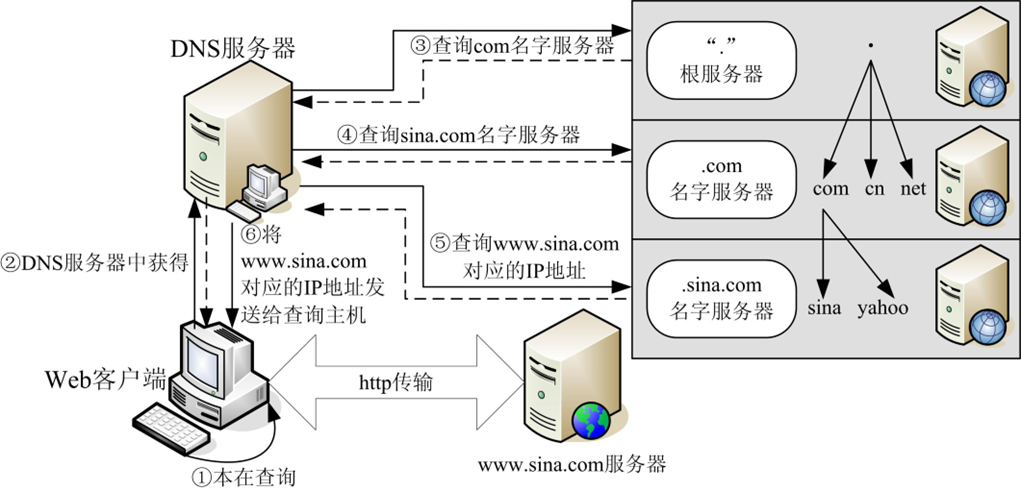 DNS服务器
③查询com名字服务器
“.”
根服务器
.
④查询sina.com名字服务器
.com
名字服务器
com cn net
②DNS服务器中获得
⑥将
www.sina.com
对应的IP地址发
送给查询主机
⑤查询www.sina.com
对应的IP地址
.sina.com
名字服务器
sina yahoo
Web客户端
http传输
①本在查询
www.sina.com服务器